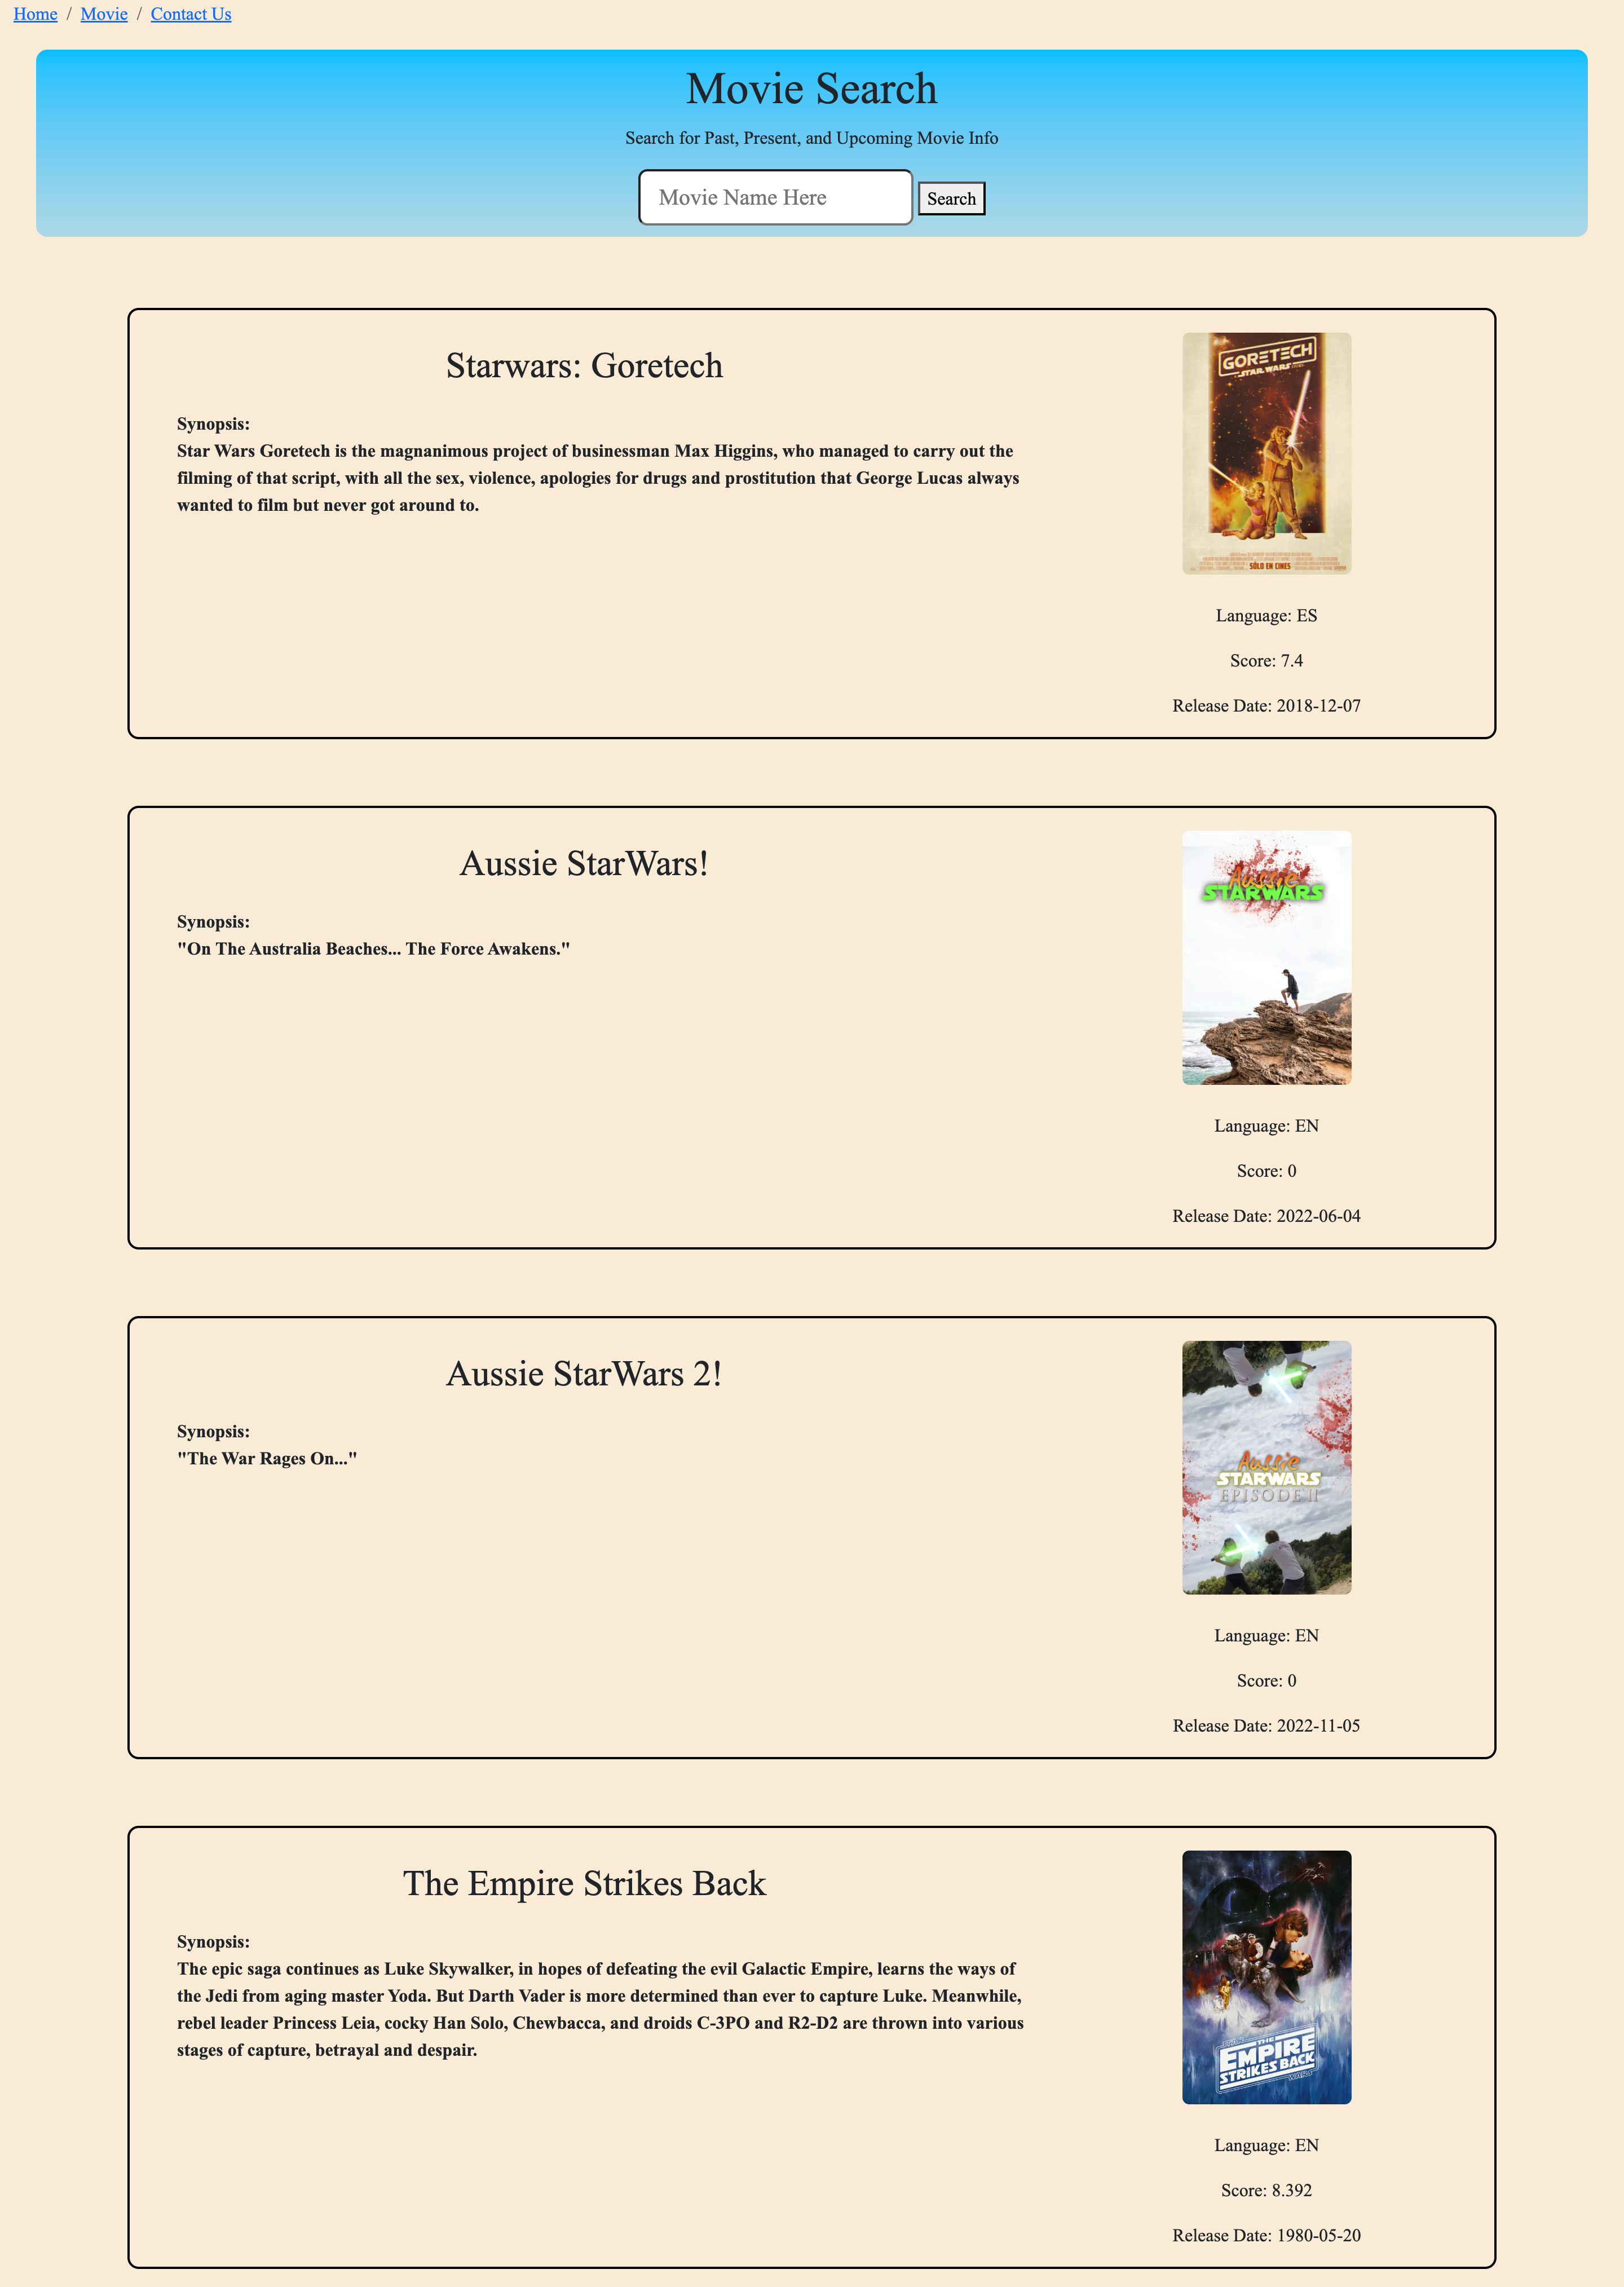 Home / Movie / Contact Us
Movie Search
Search for Past, Present, and Upcoming Movie Info
Movie Name Here Search
Starwars: Goretech
Synopsis:
Star Wars Goretech is the magnanimous project of businessman Max Higgins, who managed to carry out the
filming of that script, with all the sex, violence, apologies for drugs and prostitution that George Lucas always
wanted to film but never got around to.
GORETECH
STAR WARS
SÓLO EN CINES
Language: ES
Score: 7.4
Release Date: 2018-12-07
Aussie StarWars!
Synopsis:
"On The Australia Beaches... The Force Awakens."
Aussie
STARWARS
Language: EN
Score: 0
Release Date: 2022-06-04
Aussie StarWars 2!
Synopsis:
"The War Rages On..."
Aussie
STARWARS
EPISODE II
Language: EN
Score: 0
Release Date: 2022-11-05
The Empire Strikes Back
Synopsis:
The epic saga continues as Luke Skywalker, in hopes of defeating the evil Galactic Empire, learns the ways of
the Jedi from aging master Yoda. But Darth Vader is more determined than ever to capture Luke. Meanwhile,
rebel leader Princess Leia, cocky Han Solo, Chewbacca, and droids C-3PO and R2-D2 are thrown into various
stages of capture, betrayal and despair.
THE
EMPIRE
STRIKES BACK
WARS
Language: EN
Score: 8.392
Release Date: 1980-05-20